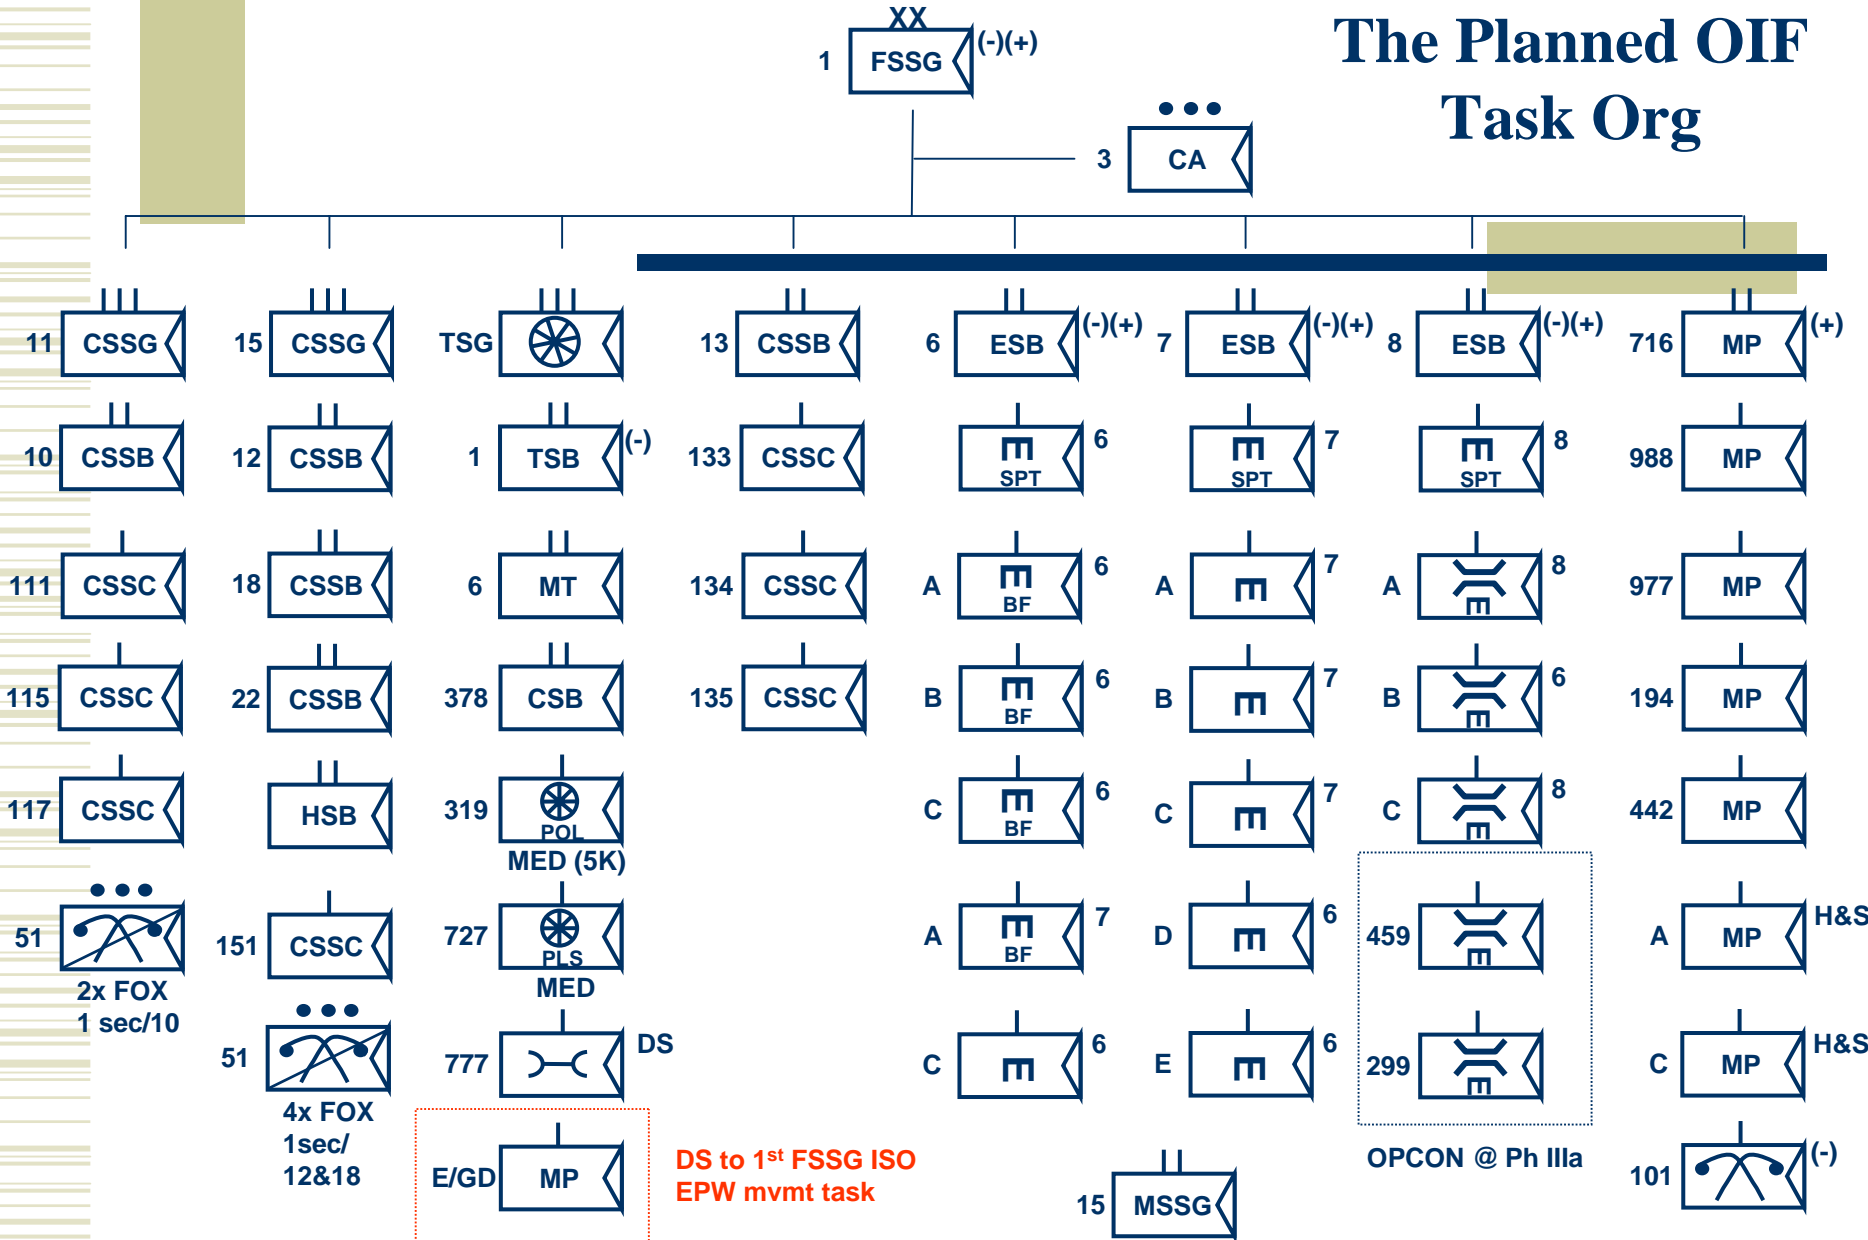 The Planned OIF
Task Org
XX
1 FSSG (-)(+)
3 CA
11 CSSG
15 CSSG
TSG
13 CSSB
6 ESB (-)(+)
7 ESB (-)(+)
8 ESB (-)(+)
716 MP (+)
10 CSSB
12 CSSB
1 TSB (-)
133 CSSC
E SPT 6
E SPT 7
E SPT 8
988 MP
111 CSSC
18 CSSB
6 MT
134 CSSC
A E BF 6
A E 7
A E 8
977 MP
115 CSSC
22 CSSB
378 CSB
135 CSSC
B E BF 6
B E 7
B E 6
194 MP
117 CSSC
HSB
319 POL
MED (5K)
C E BF 6
C E 7
C E 8
442 MP
51
2x FOX
1 sec/10
151 CSSC
727 PLS
MED
A E BF 7
D E 6
459 E
A MP H&S
51
4x FOX
1sec/
12&18
777 DS
C E 6
E E 6
299 E
C MP H&S
OPCON @ Ph IIIa
E/GD MP
DS to 1st FSSG ISO
EPW mvmt task
15 MSSG
101 (-)